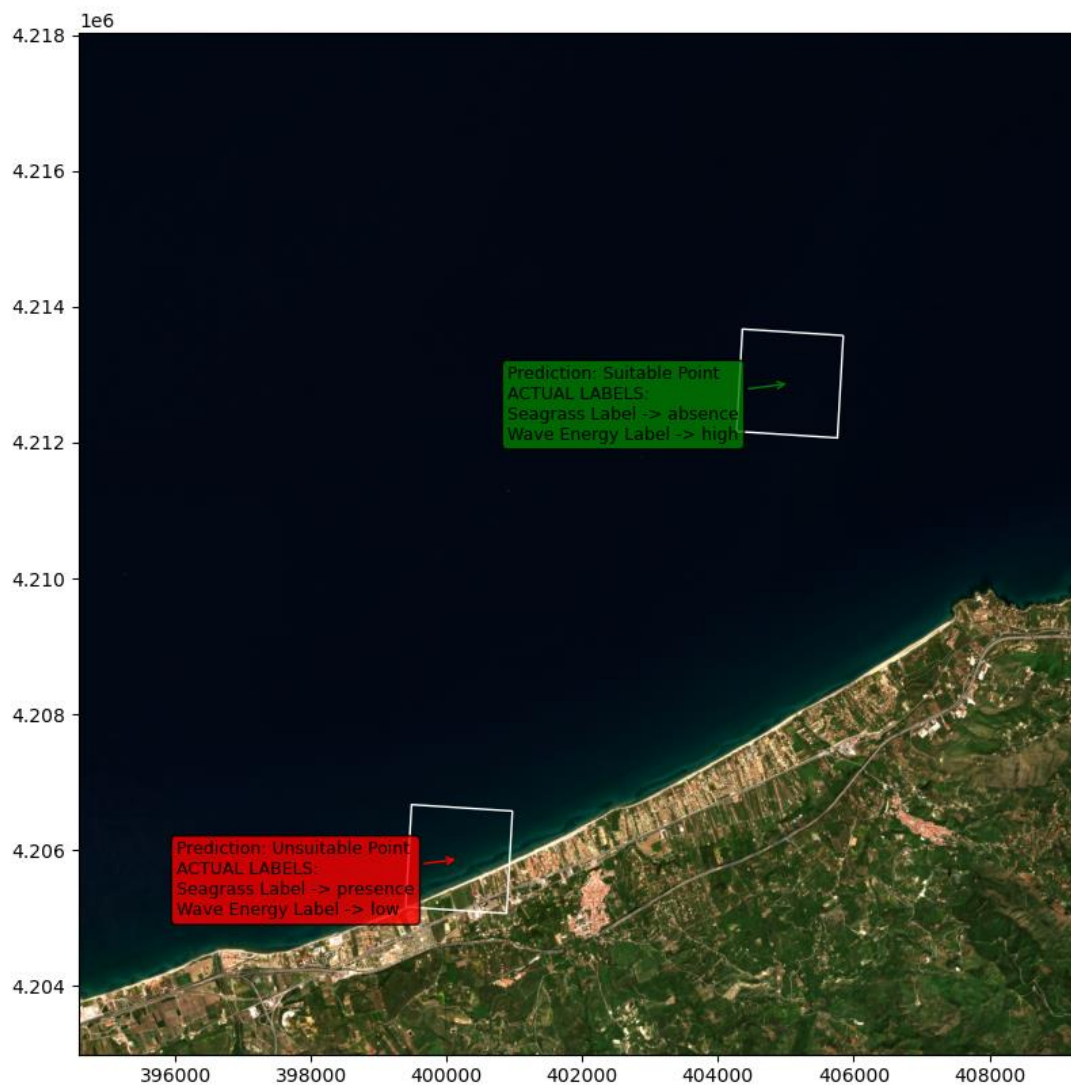 1e6
4.218
4.216
4.214
Prediction: Suitable Point
ACTUAL LABELS:
Seagrass Label -> absence
Wave Energy Label -> high
4.212
4.210
4.208
4.206
Prediction: Unsuitable Point
ACTUAL LABELS:
Seagrass Label -> presence
Wave Energy Label -> low
4.204
396000 398000 400000 402000 404000 406000 408000